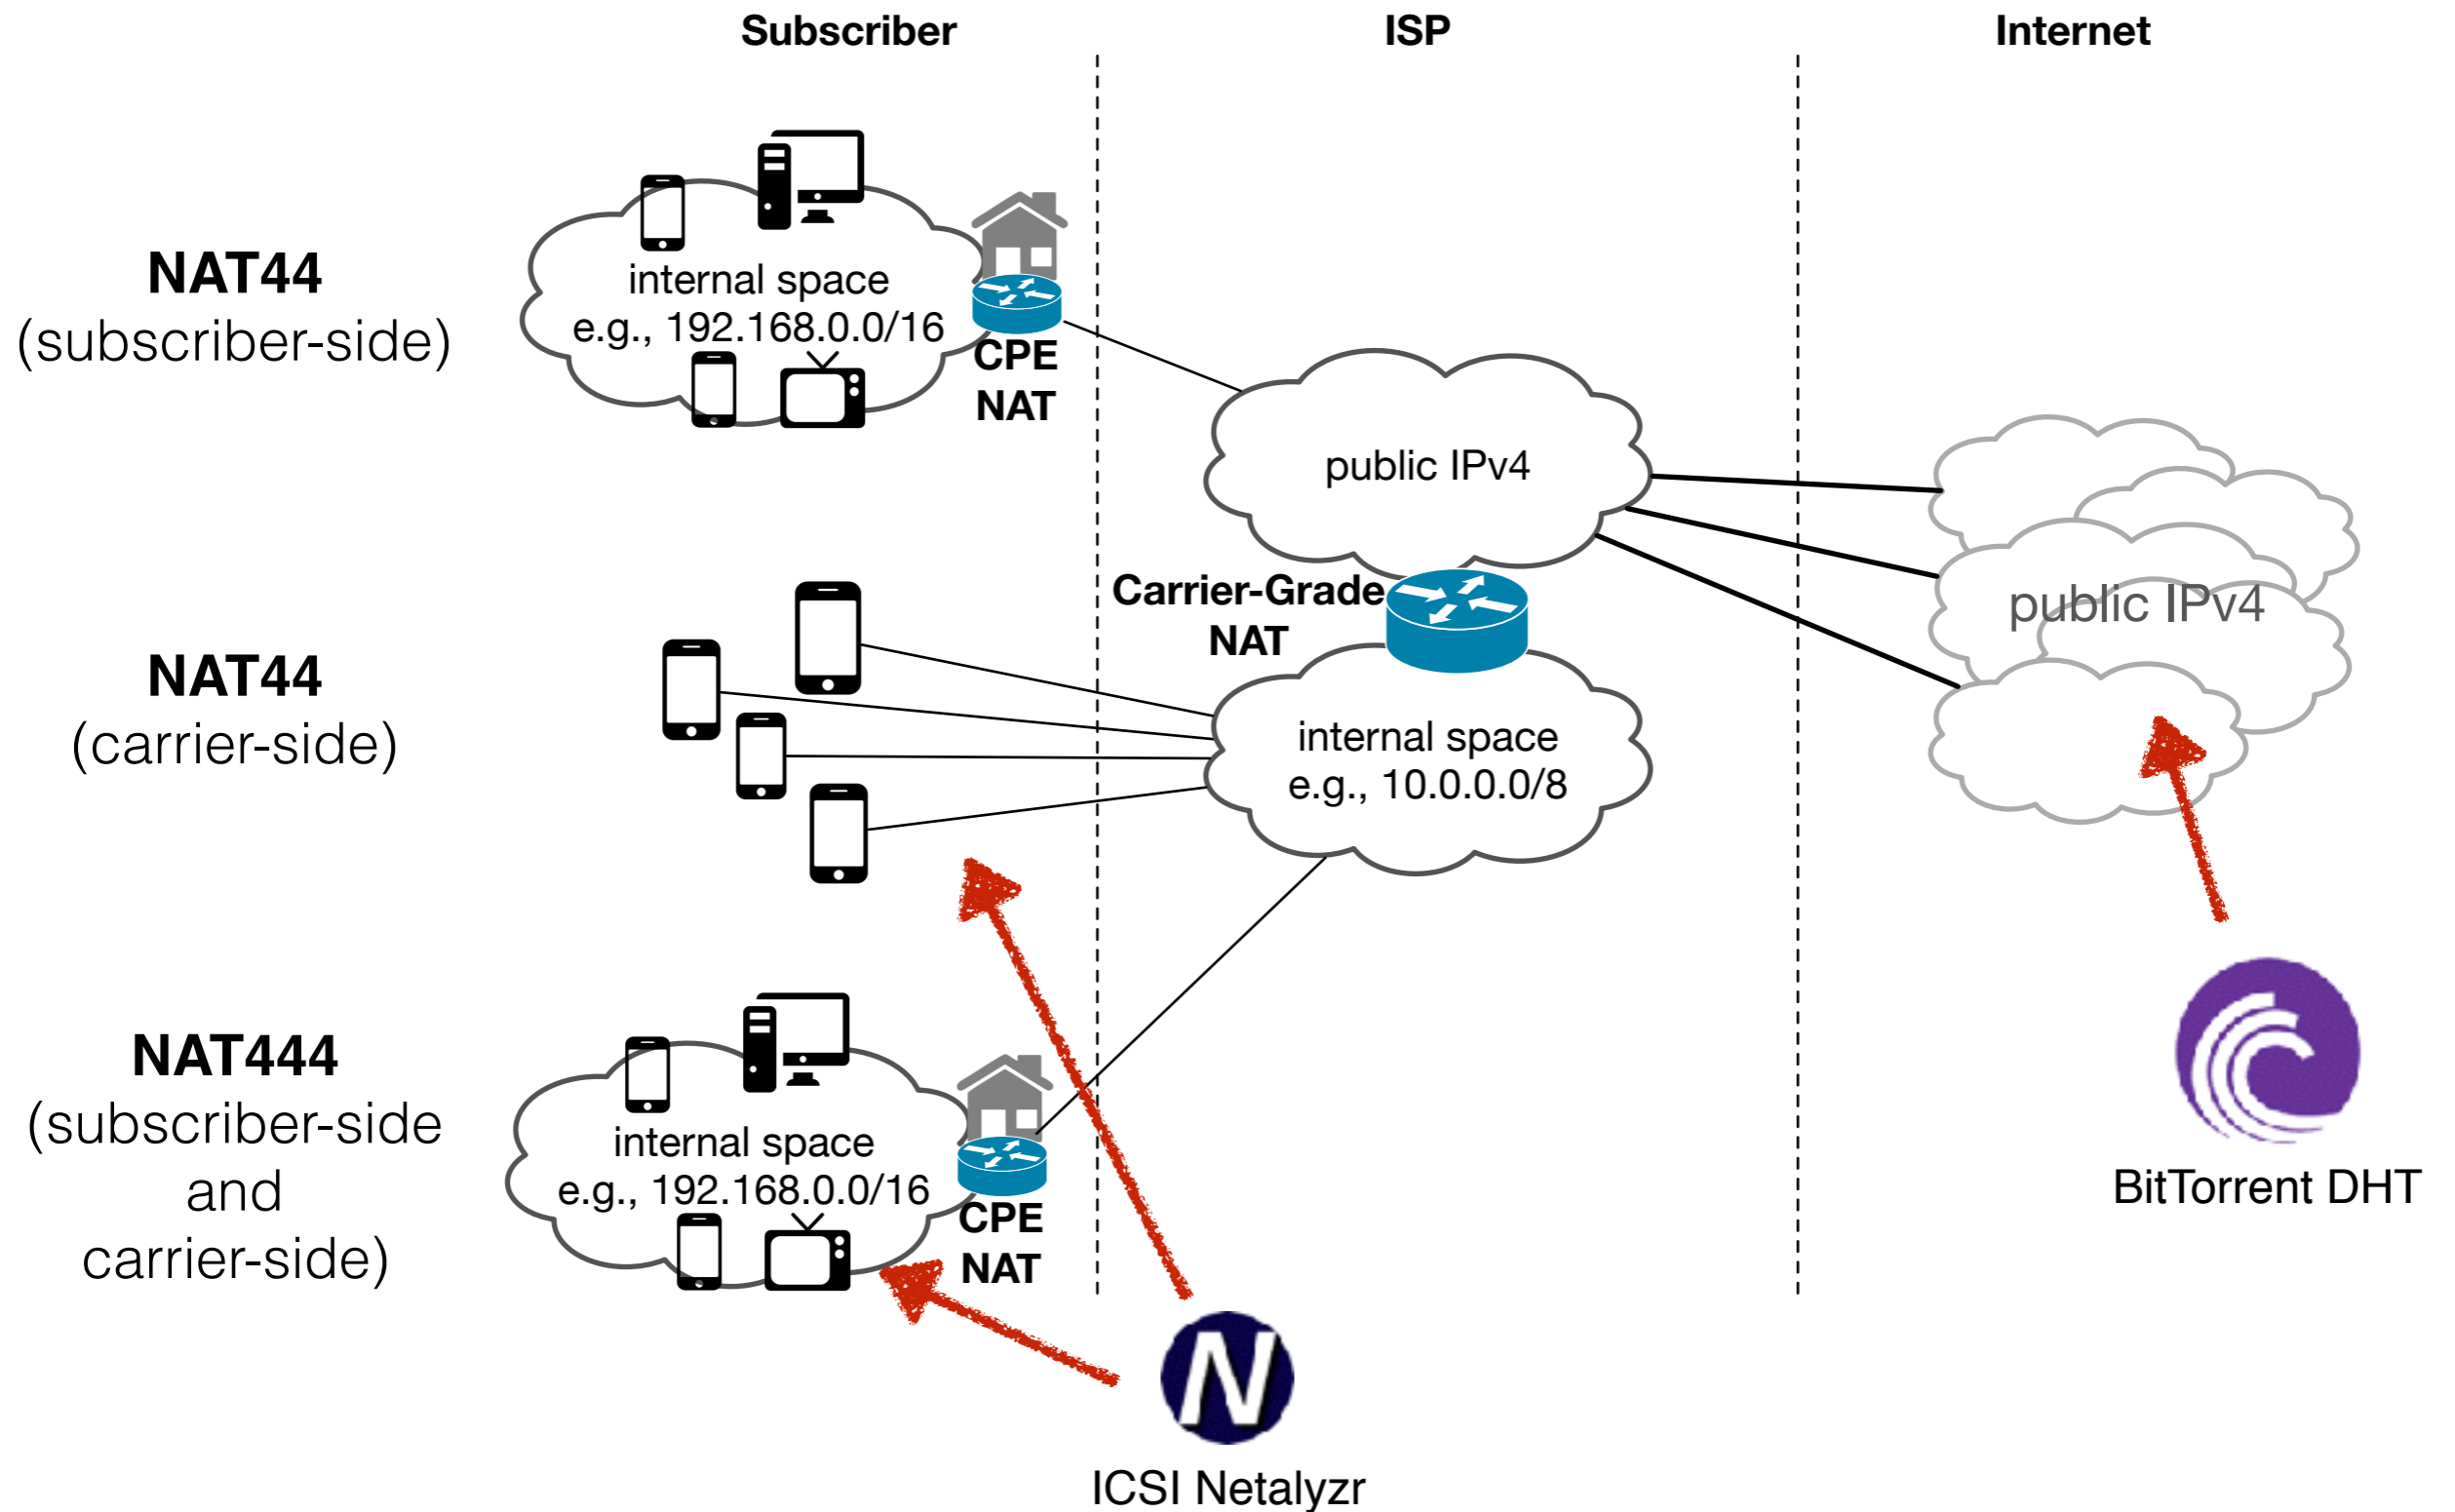 Subscriber
ISP
Internet
NAT44
(subscriber-side)
internal space
e.g., 192.168.0.0/16
CPE
NAT
public IPv4
public IPv4
Carrier-Grade
NAT
NAT44
(carrier-side)
internal space
e.g., 10.0.0.0/8
NAT444
(subscriber-side
and
carrier-side)
internal space
e.g., 192.168.0.0/16
CPE
NAT
BitTorrent DHT
N
ICSI Netalyzr